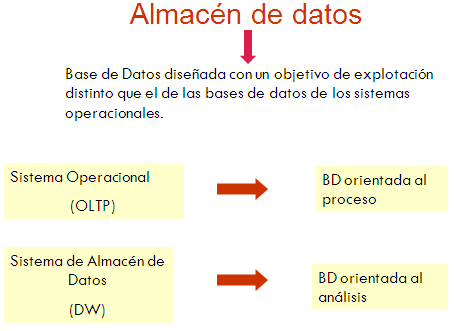 Almacén de datos
Base de Datos diseñada con un objetivo de explotación
distinto que el de las bases de datos de los sistemas
operacionales.
Sistema Operacional
(OLTP)
BD orientada al
proceso
Sistema de Almacén de
Datos
(DW)
BD orientada al
análisis